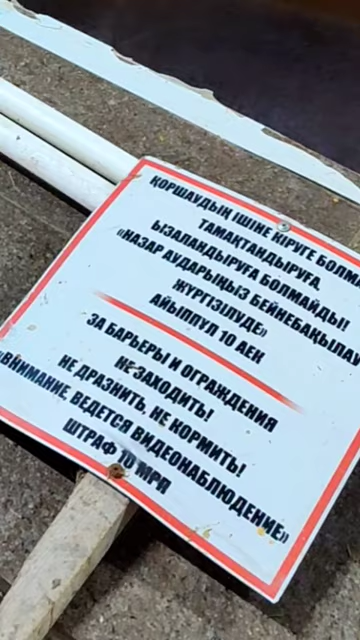 ҚОРШАУДЫҢ ІШІНЕ КІРУГЕ БОЛМ
ТАМАҚТАНДЫРУҒА,
ЫЗАЛАНДЫРУҒА БОЛМАЙДЫ!
«НАЗАР АУДАРЫҢЫЗ БЕЙНЕБАҚЫЛАУ
ЖҮРГІЗІЛУДЕ»
АЙЫППУЛ 10 АЕК
ЗА БАРЬЕРЫ И ОГРАЖДЕНИЯ
НЕ ЗАХОДИТЬ!
НЕ ДРАЗНИТЬ, НЕ КОРМИТЬ!
«ВНИМАНИЕ, ВЕДЕТСЯ ВИДЕОНАБЛЮДЕНИЕ»
ШТРАФ 10 МРП